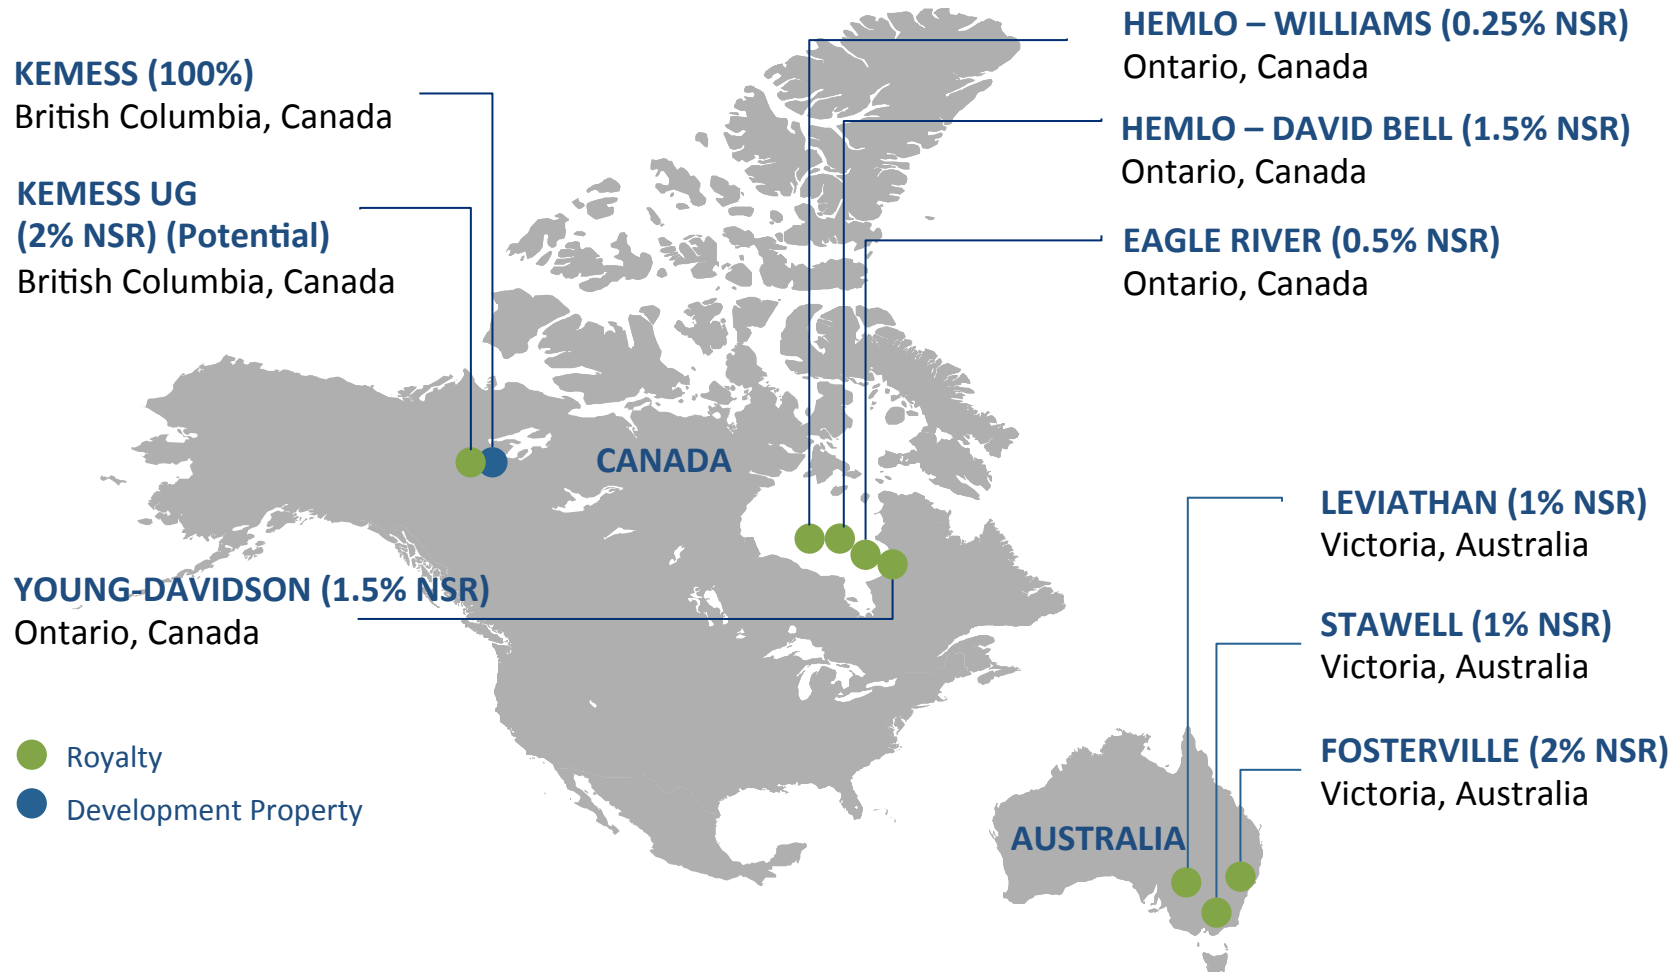 KEMESS (100%)
British Columbia, Canada
KEMESS UG
(2% NSR) (Potential)
British Columbia, Canada
HEMLO – WILLIAMS (0.25% NSR)
Ontario, Canada
HEMLO – DAVID BELL (1.5% NSR)
Ontario, Canada
EAGLE RIVER (0.5% NSR)
Ontario, Canada
CANADA
YOUNG-DAVIDSON (1.5% NSR)
Ontario, Canada
LEVIATHAN (1% NSR)
Victoria, Australia
STAWELL (1% NSR)
Victoria, Australia
FOSTERVILLE (2% NSR)
Victoria, Australia
AUSTRALIA
Royalty
Development Property